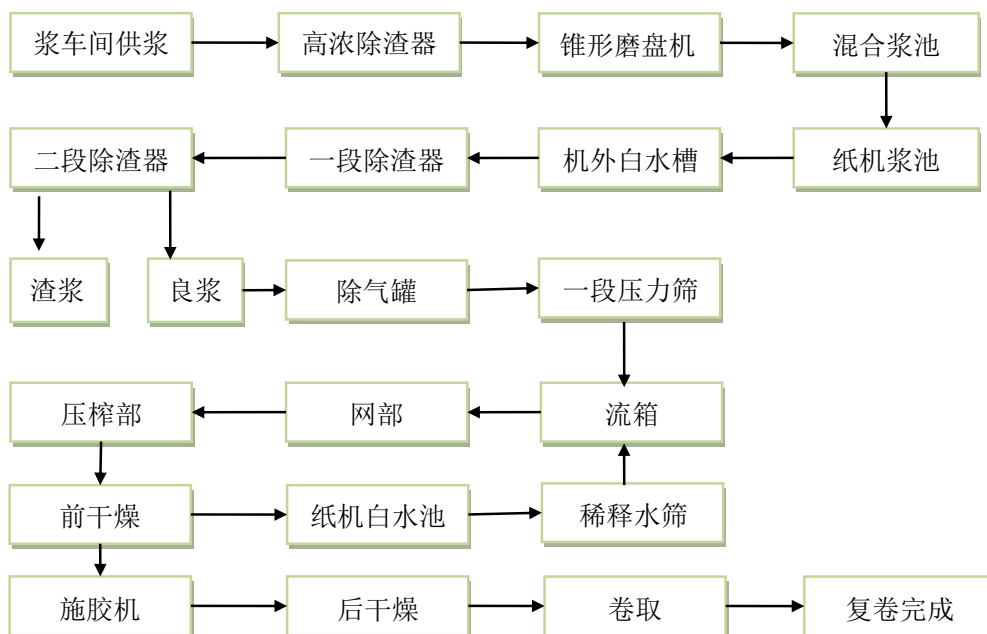 浆车间供浆
高浓除渣器
锥形磨盘机
混合浆池
二段除渣器
一段除渣器
机外白水槽
纸机浆池
渣浆
良浆
除气罐
一段压力筛
压榨部
网部
流箱
前干燥
纸机白水池
稀释水筛
施胶机
后干燥
卷取
复卷完成